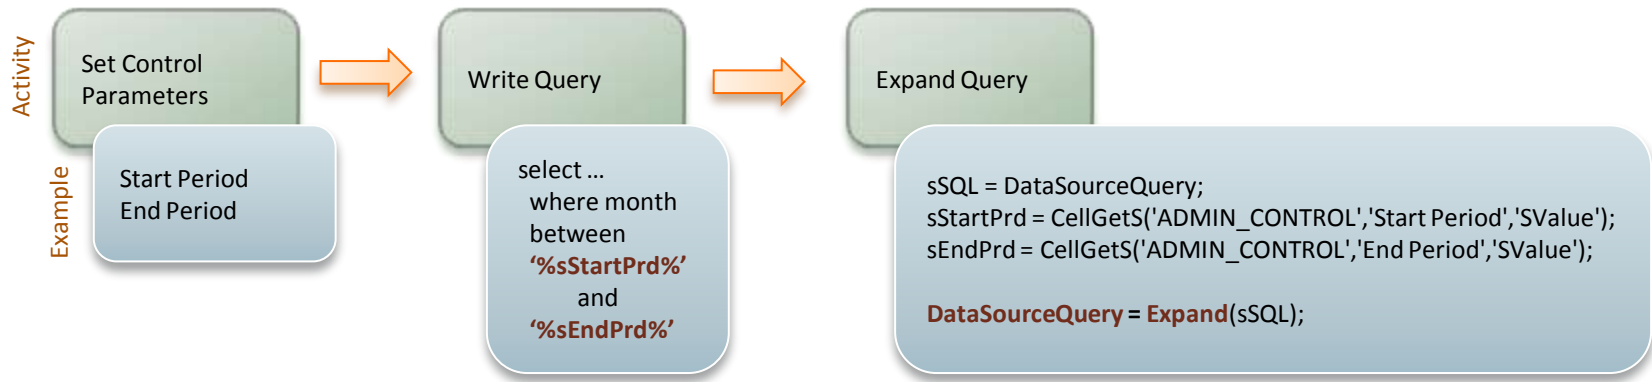 Activity
Set Control
Parameters
Write Query
Expand Query
Example
Start Period
End Period
select ...
where month
between
‘%sStartPrd%’
and
‘%sEndPrd%’
sSQL = DataSourceQuery;
sStartPrd = CellGetS('ADMIN_CONTROL','Start Period','SValue');
sEndPrd = CellGetS('ADMIN_CONTROL','End Period','SValue');
DataSourceQuery = Expand(sSQL);